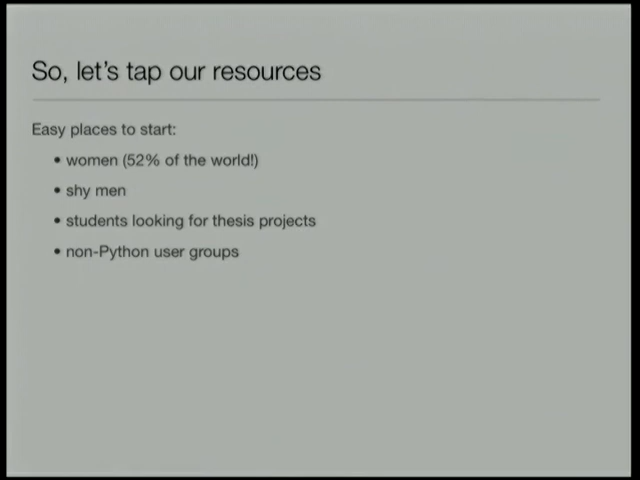 So, let's tap our resources
Easy places to start:
• women (52% of the world!)
• shy men
• students looking for thesis projects
• non-Python user groups